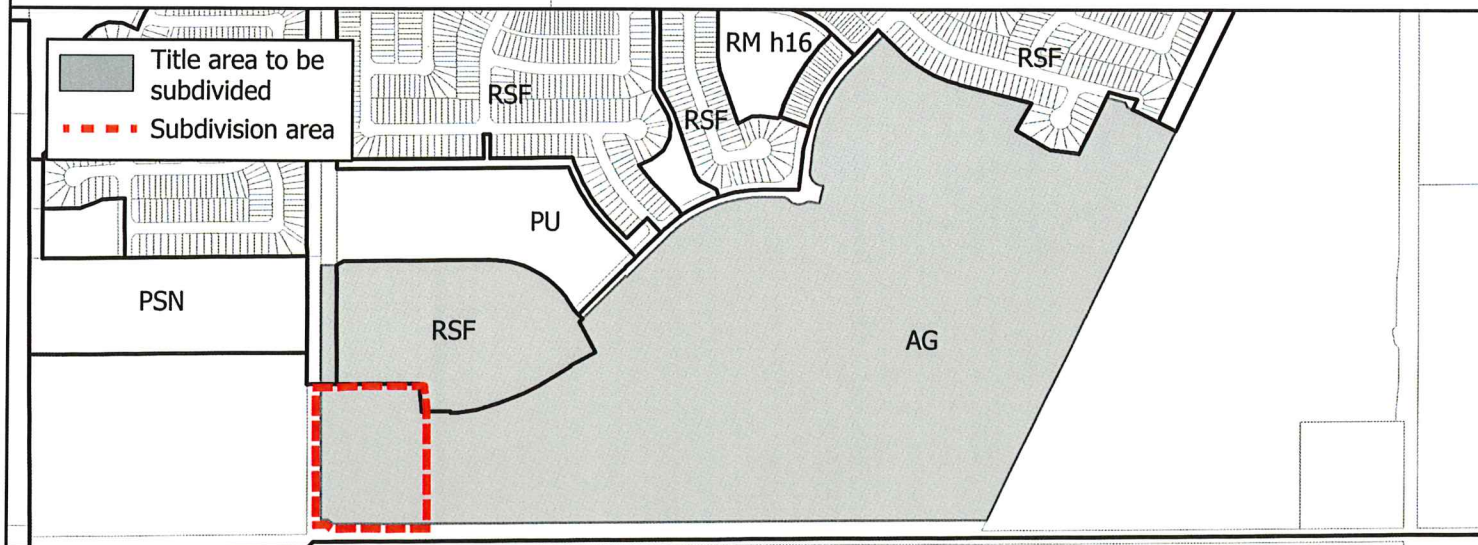 Title area to be
subdivided
Subdivision area
RSF
RM h16
RSF
RSF
PU
PSN
RSF
AG